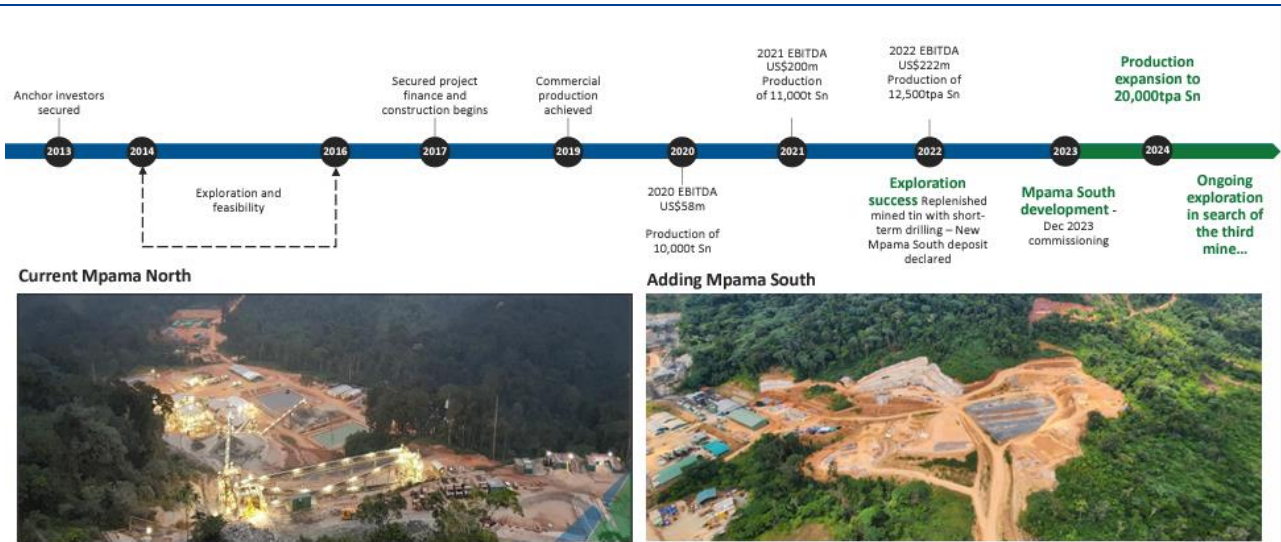 Anchor investors
secured
Secured project
finance and
construction begins
Commercial
production
achieved
2021 EBITDA
US$200m
Production
of 11,000t Sn
2022 EBITDA
US$222m
Production of
12,500tpa Sn
Production
expansion to
20,000tpa Sn
2013
2014
2016
2017
2019
2020
2021
2022
2023
2024
Exploration and
feasibility
2020 EBITDA
US$58m
Production of
10,000t Sn
Exploration
success Replenished
mined tin with short-
term drilling – New
Mpama South deposit
declared
Mpama South
development -
Dec 2023
commissioning
Ongoing
exploration
in search of
the third
mine...
Current Mpama North
Adding Mpama South